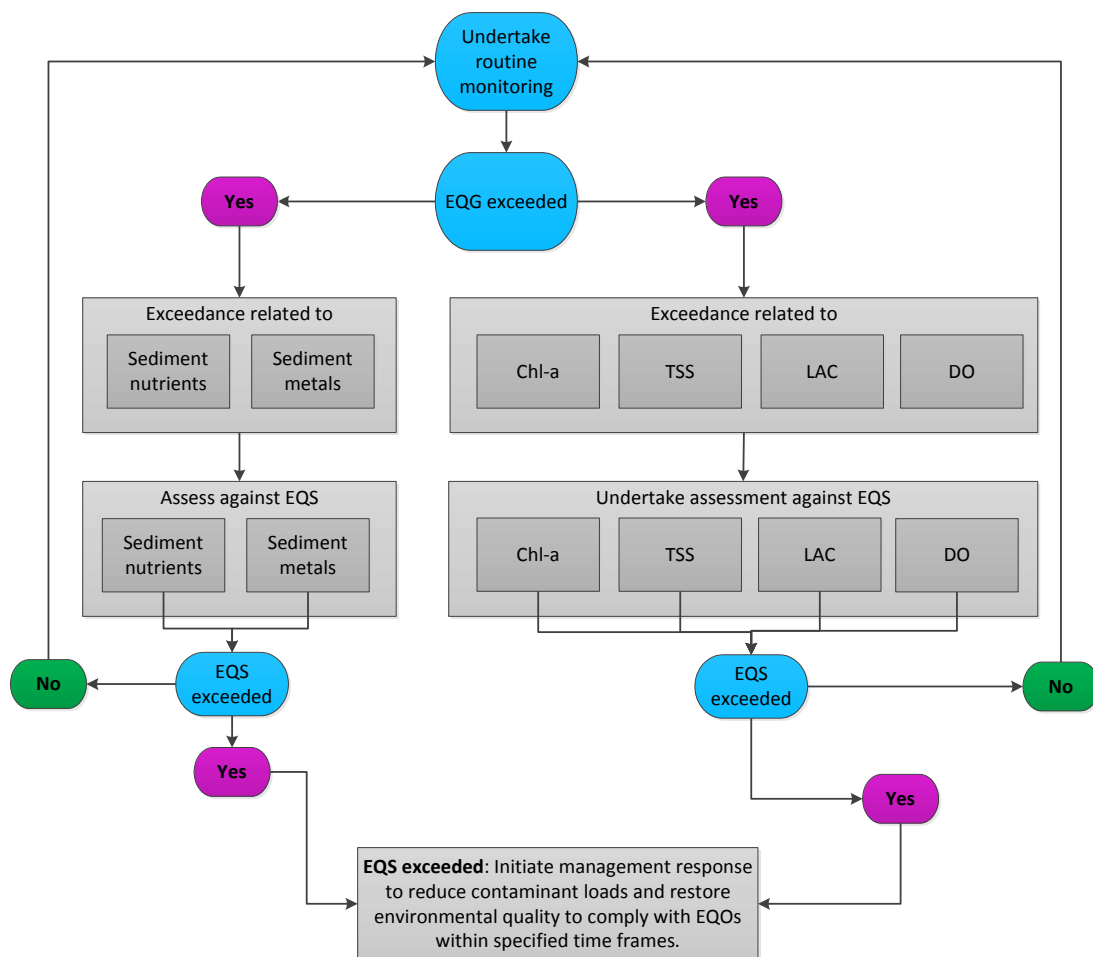 Undertake
routine
monitoring
EQG exceeded
Yes
Yes
Exceedance related to
Sediment
nutrients
Sediment
metals
Exceedance related to
Chl-a
TSS
LAC
DO
Assess against EQS
Sediment
nutrients
Sediment
metals
Undertake assessment against EQS
Chl-a
TSS
LAC
DO
No
EQS
exceeded
EQS
exceeded
No
Yes
Yes
EQS exceeded: Initiate management response
to reduce contaminant loads and restore
environmental quality to comply with EQOs
within specified time frames.